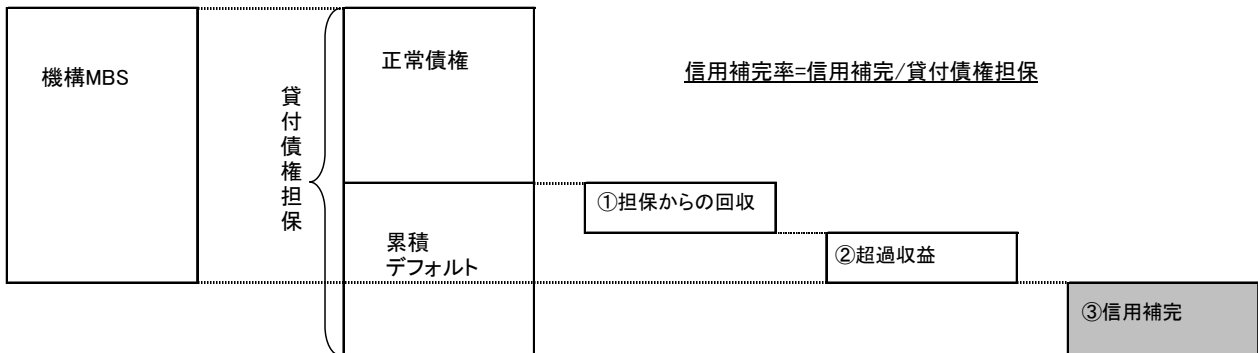 機構MBS
貸付債権担保
正常債権
信用補完率=信用補完/貸付債権担保
累積
デフォルト
①担保からの回収
②超過収益
③信用補完